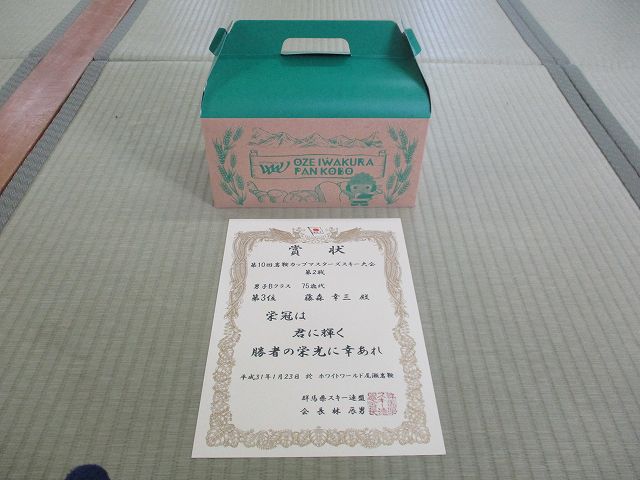 OZE IWAKURA
PAN KOBO
賞状
第10回岩鞍カップマスターズスキー大会
第2戦
男子Bクラス 75歳代
第3位 藤森 幸三 殿
栄冠は
君に輝く
勝者の栄光に幸あれ
平成31年1月23日 於 ホワイトワールド尾瀬岩鞍
群馬県スキー連盟
会長 林 辰男